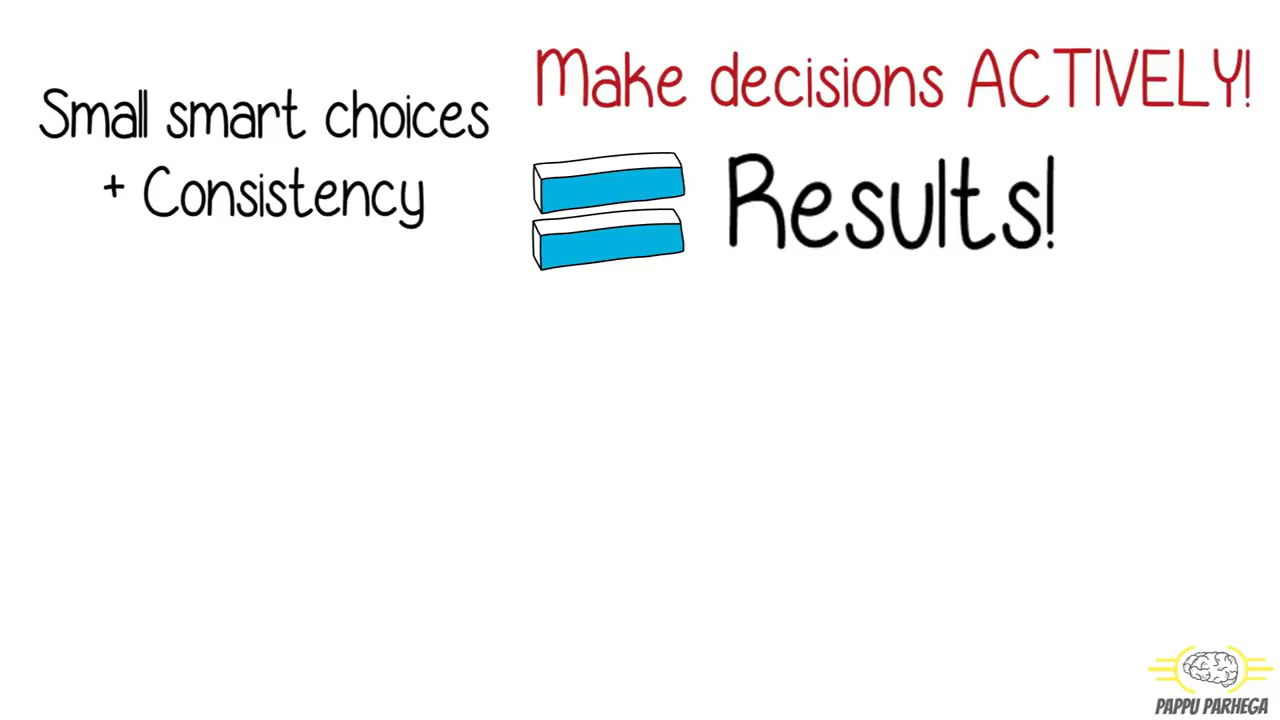 Small smart choices
+ Consistency
Make decisions ACTIVELY!
Results!
PAPPU PARHEGA